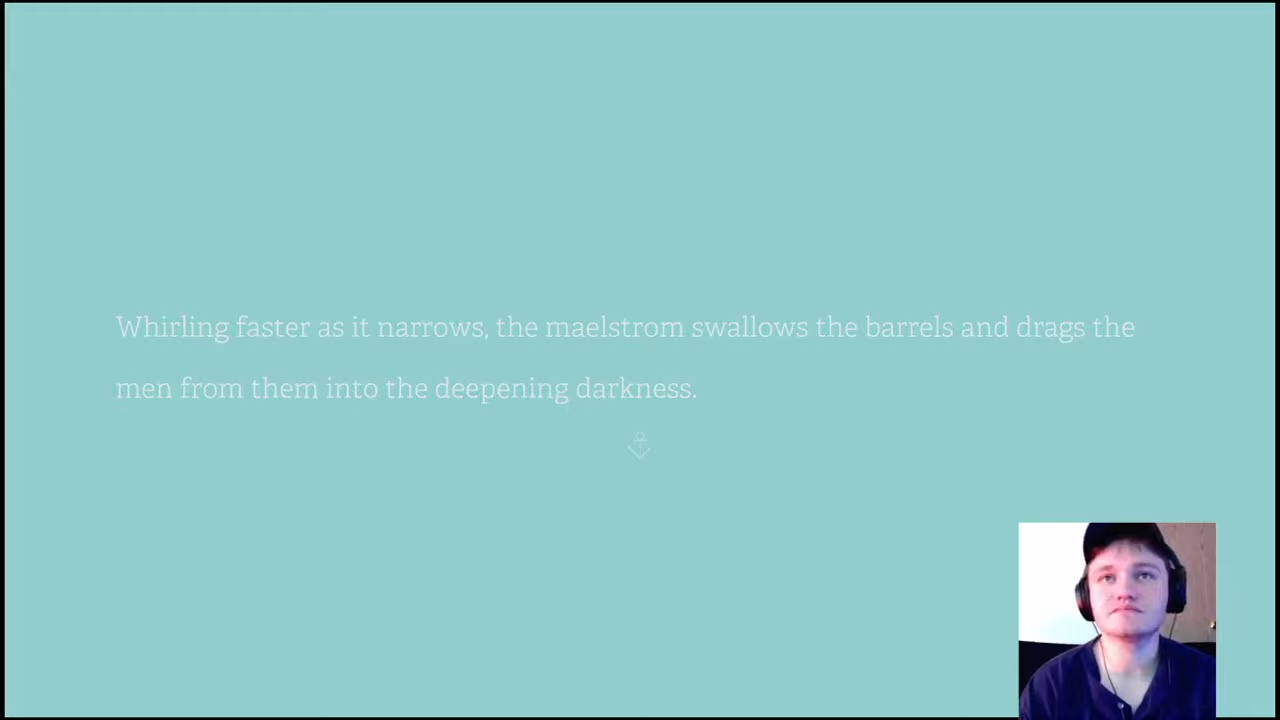 Whirling faster as it narrows, the maelstrom swallows the barrels and drags the
men from them into the deepening darkness.